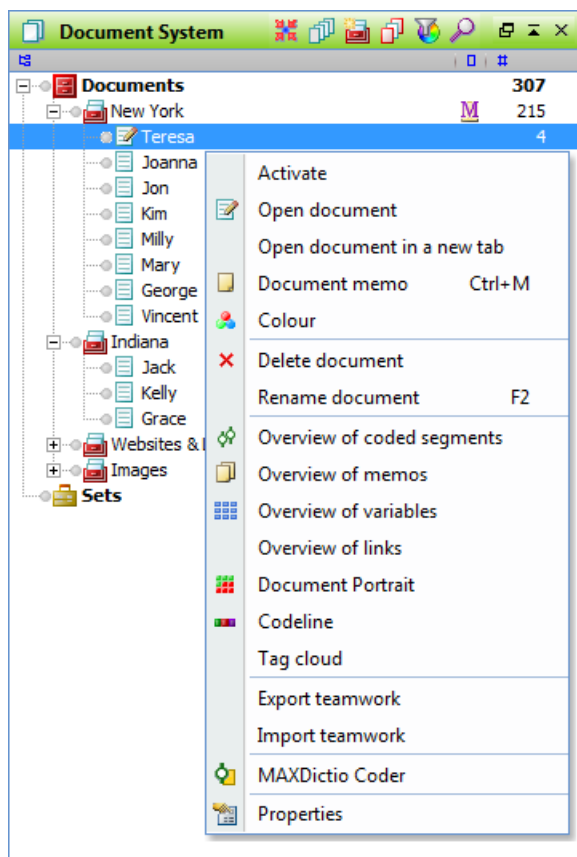 Document System
#
Documents 307
New York M 215
Teresa 4
Joanna
Jon
Kim
Milly
Mary
George
Vincent
Indiana
Jack
Kelly
Grace
Websites &
Images
Sets
Activate
Open document
Open document in a new tab
Document memo Ctrl+M
Colour
Delete document
Rename document F2
Overview of coded segments
Overview of memos
Overview of variables
Overview of links
Document Portrait
Codeline
Tag cloud
Export teamwork
Import teamwork
MAXDictio Coder
Properties